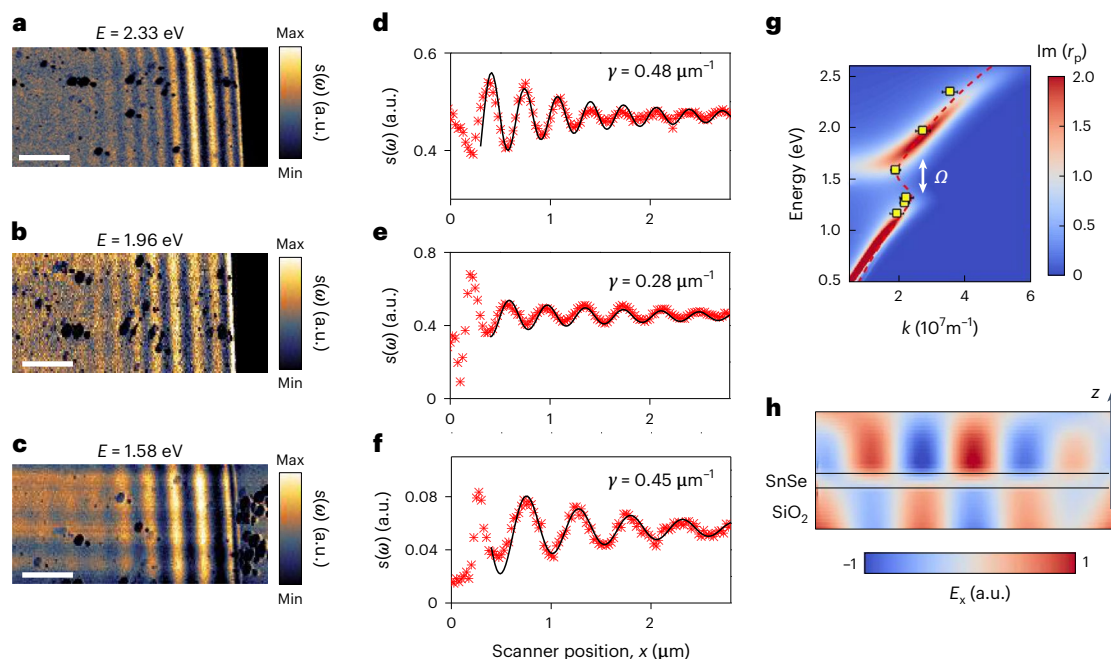 a
E = 2.33 eV
Max
s(ω) (a.u.)
Min
b
E = 1.96 eV
Max
s(ω) (a.u.)
Min
c
E = 1.58 eV
Max
s(ω) (a.u.)
Min
d
0.6
0.4
s(ω) (a.u.)
γ = 0.48 μm⁻¹
0 1 2
e
0.8
0.4
0
s(ω) (a.u.)
γ = 0.28 μm⁻¹
0 1 2
f
0.08
0.04
0
s(ω) (a.u.)
γ = 0.45 μm⁻¹
0 1 2
Scanner position, x (μm)
g
Im (rₚ)
2.5
2.0
1.5
1.0
0.5
Energy (eV)
Ω
2 4 6
k (10⁷m⁻¹)
2.0
1.5
1.0
0.5
0
h
z
SnSe
SiO₂
–1 1
Eₓ (a.u.)